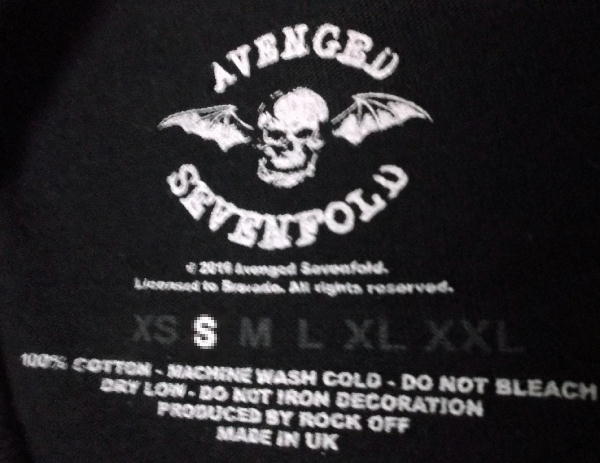 AVENGED
SEVENFOLD
© 2019 Avenged Sevenfold.
Licensed to Bravado. All rights reserved.
XS S M L XL XXL
100% COTTON - MACHINE WASH COLD - DO NOT BLEACH
DRY LOW - DO NOT IRON DECORATION
PRODUCED BY ROCK OFF
MADE IN UK